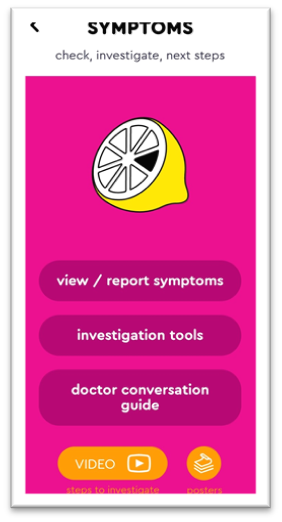 SYMPTOMS
check, investigate, next steps
view / report symptoms
investigation tools
doctor conversation
guide
VIDEO
steps to investigate posters